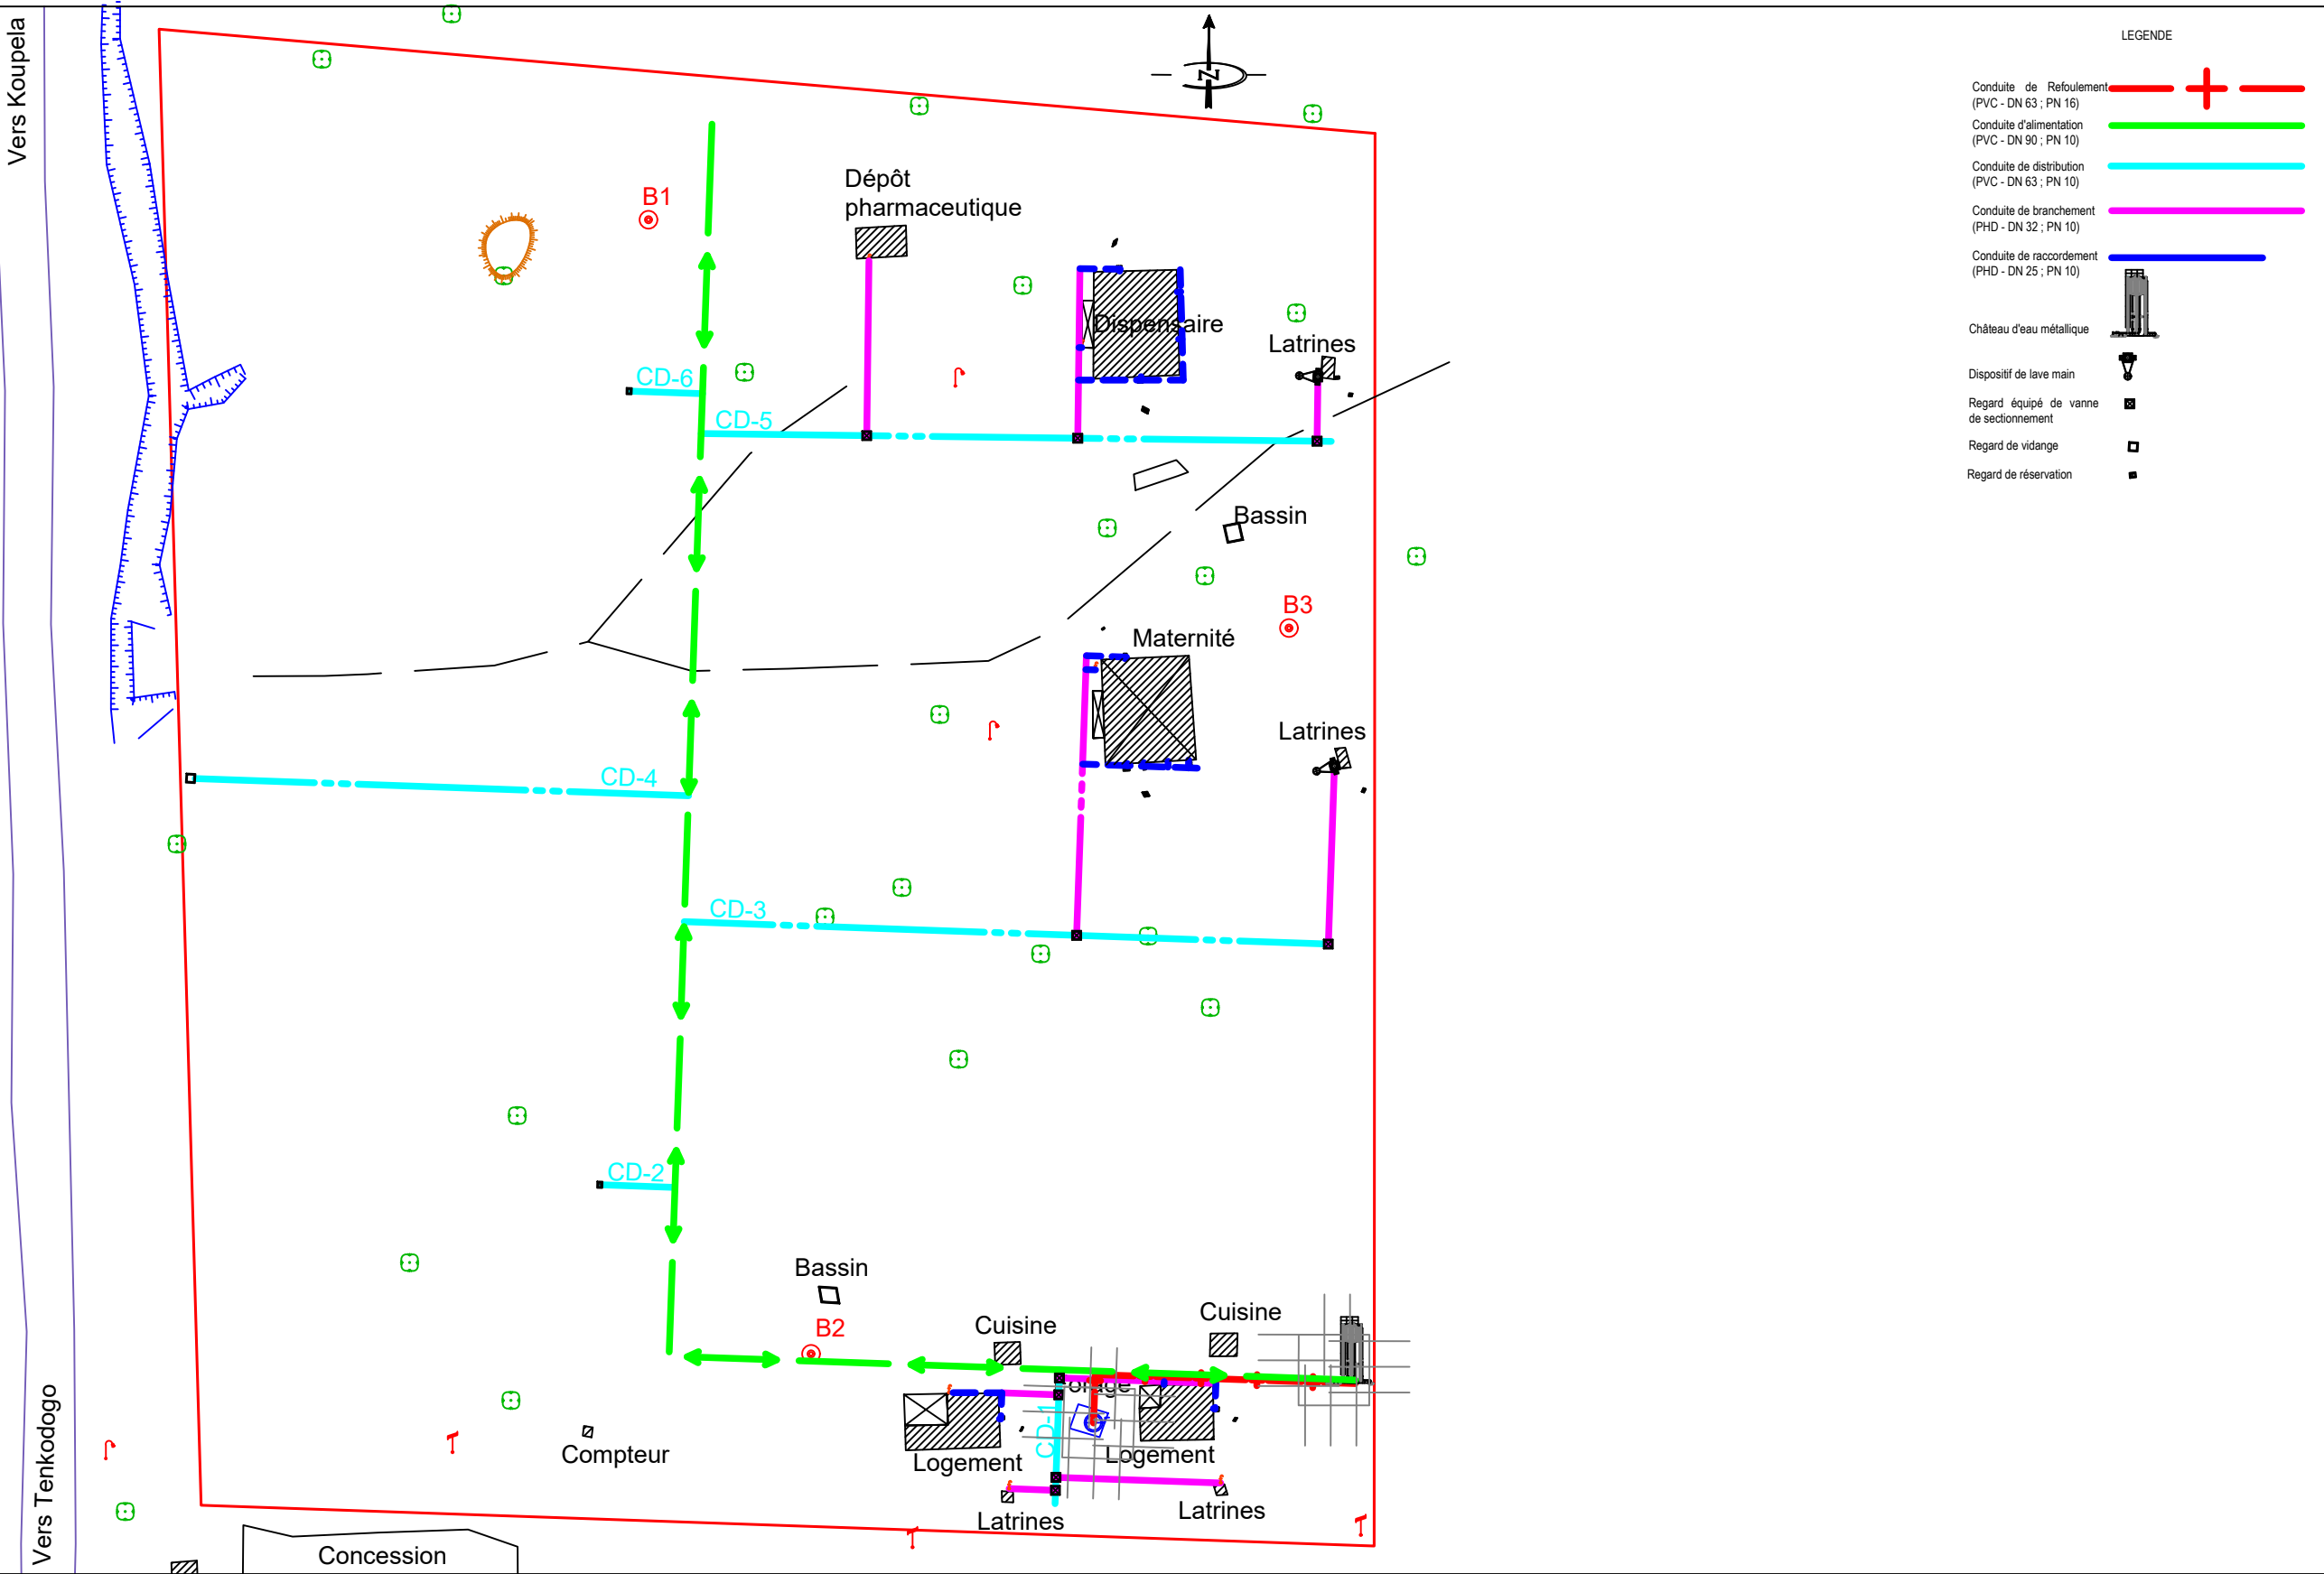 Vers Koupela
N
LEGENDE
Conduite de Refoulement
(PVC - DN 63 ; PN 16)
Conduite d'alimentation
(PVC - DN 90 ; PN 10)
Conduite de distribution
(PVC - DN 63 ; PN 10)
Conduite de branchement
(PHD - DN 32 ; PN 10)
Conduite de raccordement
(PHD - DN 25 ; PN 10)
Château d'eau métallique
Dispositif de lave main
Regard équipé de vanne
de sectionnement
Regard de vidange
Regard de réservation
B1
Dépôt
pharmaceutique
Dispensaire
Latrines
CD-6
CD-5
Bassin
B3
Maternité
Latrines
CD-4
CD-3
CD-2
Bassin
B2
Cuisine
Cuisine
CD-1
Compteur
Logement
Logement
Latrines
Latrines
Vers Tenkodogo
Concession